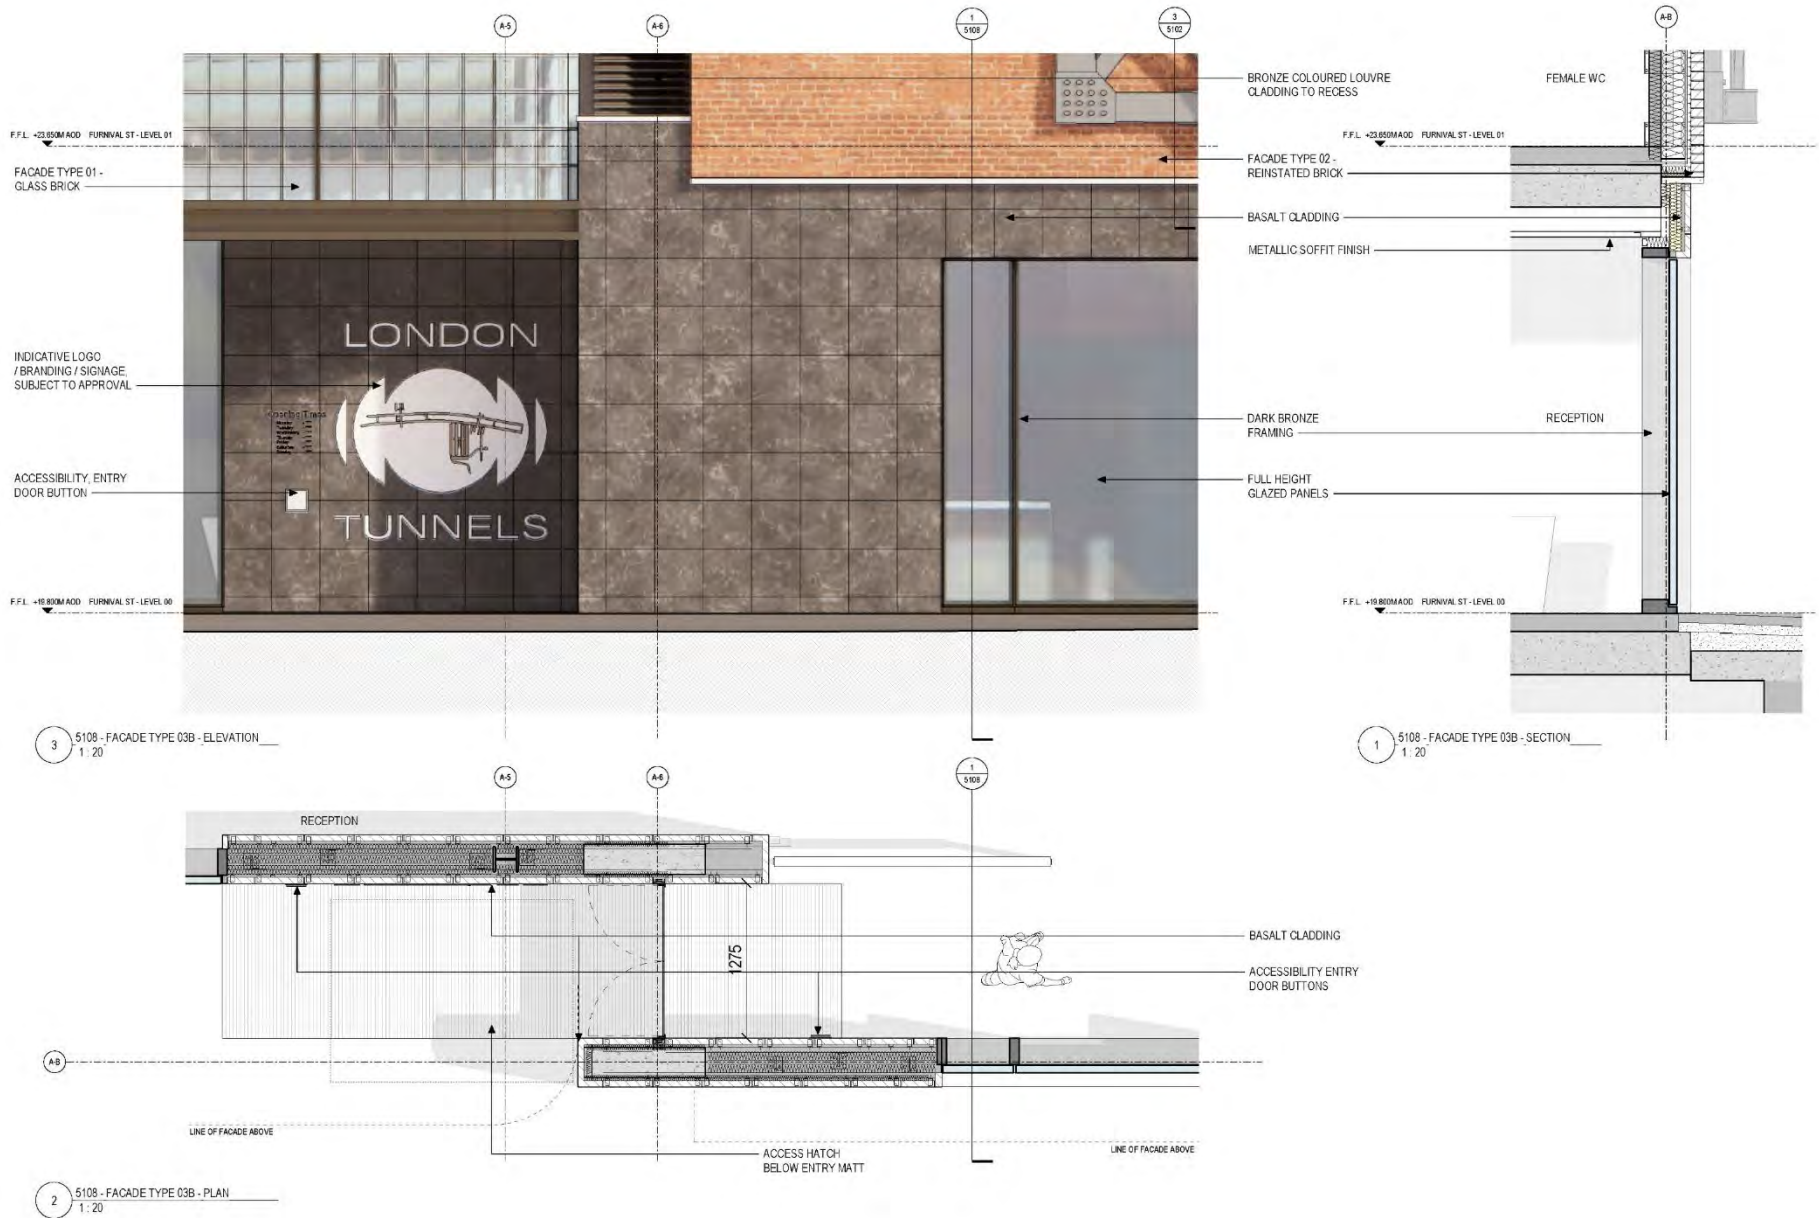 A-5
A-6
1
5108
3
5102
A-B
BRONZE COLOURED LOUVRE
CLADDING TO RECESS
FEMALE WC
F.F.L. +23.650M AOD FURNIVAL ST - LEVEL 01
F.F.L. +23.650M AOD FURNIVAL ST - LEVEL 01
FACADE TYPE 01 -
GLASS BRICK
FACADE TYPE 02 -
REINSTATED BRICK
BASALT CLADDING
METALLIC SOFFIT FINISH
LONDON
TUNNELS
INDICATIVE LOGO
/ BRANDING / SIGNAGE,
SUBJECT TO APPROVAL
ACCESSIBILITY, ENTRY
DOOR BUTTON
DARK BRONZE
FRAMING
RECEPTION
FULL HEIGHT
GLAZED PANELS
F.F.L. +19.800M AOD FURNIVAL ST - LEVEL 00
F.F.L. +19.800M AOD FURNIVAL ST - LEVEL 00
3
5108 - FACADE TYPE 03B - ELEVATION
1 : 20
1
5108 - FACADE TYPE 03B - SECTION
1 : 20
A-5
A-6
1
5108
RECEPTION
1275
BASALT CLADDING
ACCESSIBILITY ENTRY
DOOR BUTTONS
A-B
LINE OF FACADE ABOVE
LINE OF FACADE ABOVE
ACCESS HATCH
BELOW ENTRY MATT
2
5108 - FACADE TYPE 03B - PLAN
1 : 20